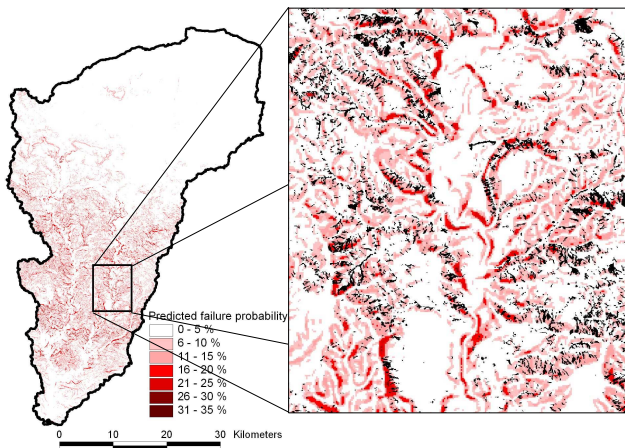 Predicted failure probability
0 - 5 %
6 - 10 %
11 - 15 %
16 - 20 %
21 - 25 %
26 - 30 %
31 - 35 %
0 10 20 30 Kilometers